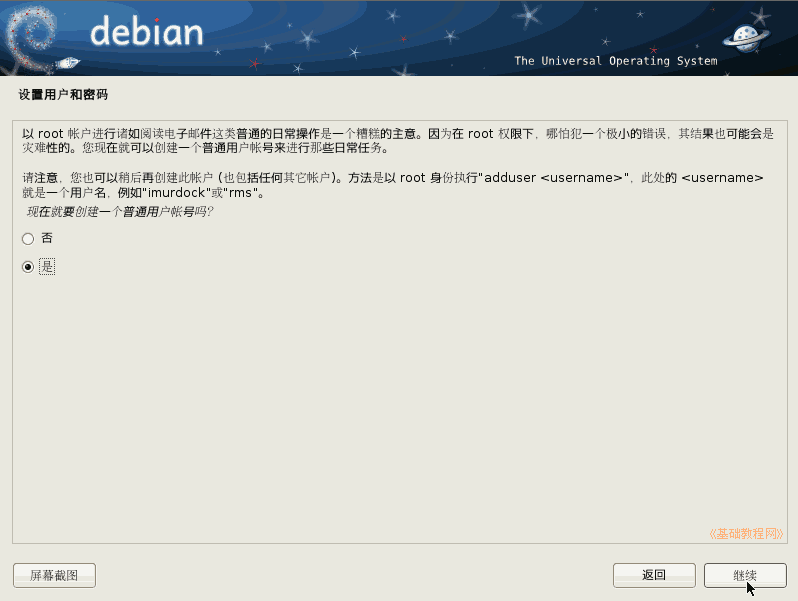 debian
The Universal Operating System
设置用户和密码
以 root 帐户进行诸如阅读电子邮件这类普通的日常操作是一个糟糕的主意。因为在 root 权限下，哪怕犯一个极小的错误，其结果也可能会是
灾难性的。您现在就可以创建一个普通用户帐号来进行那些日常任务。
请注意，您也可以稍后再创建此帐户 (也包括任何其它帐户)。方法是以 root 身份执行"adduser <username>"，此处的 <username>
就是一个用户名，例如"imurdock"或"rms"。
现在就要创建一个普通用户帐号吗？
否
是
《基础教程网》
屏幕截图
返回
继续